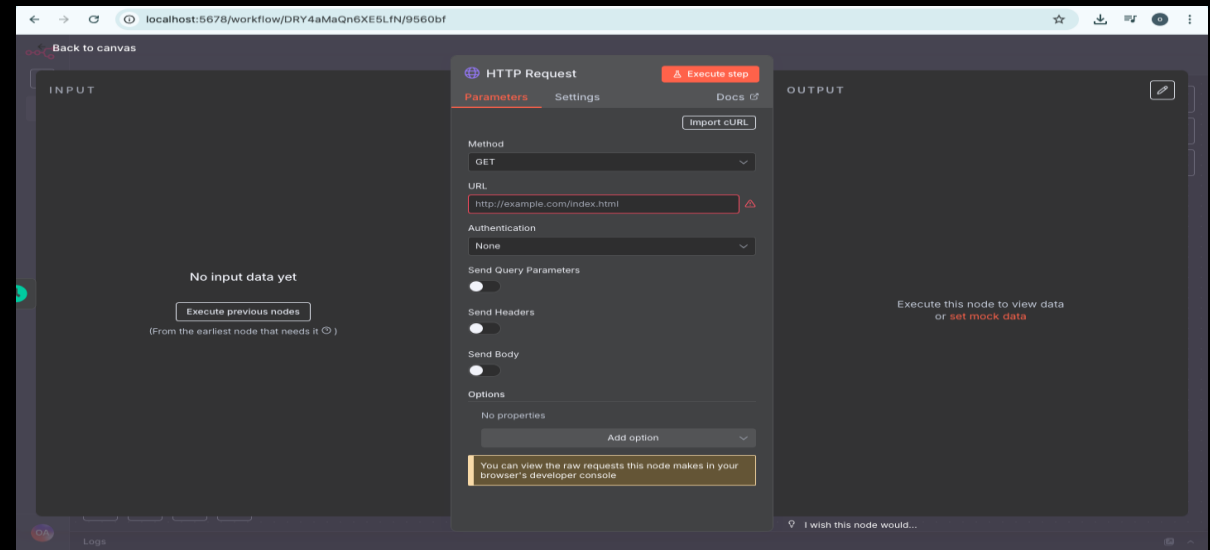 localhost:5678/workflow/DRY4aMaQn6XE5LfN/9560bf
Back to canvas
INPUT
No input data yet
Execute previous nodes
(From the earliest node that needs it ?)
HTTP Request
Execute step
Parameters
Settings
Docs
Import cURL
Method
GET
URL
http://example.com/index.html
Authentication
None
Send Query Parameters
Send Headers
Send Body
Options
No properties
Add option
You can view the raw requests this node makes in your
browser's developer console
OUTPUT
Execute this node to view data
or set mock data
I wish this node would...
Logs